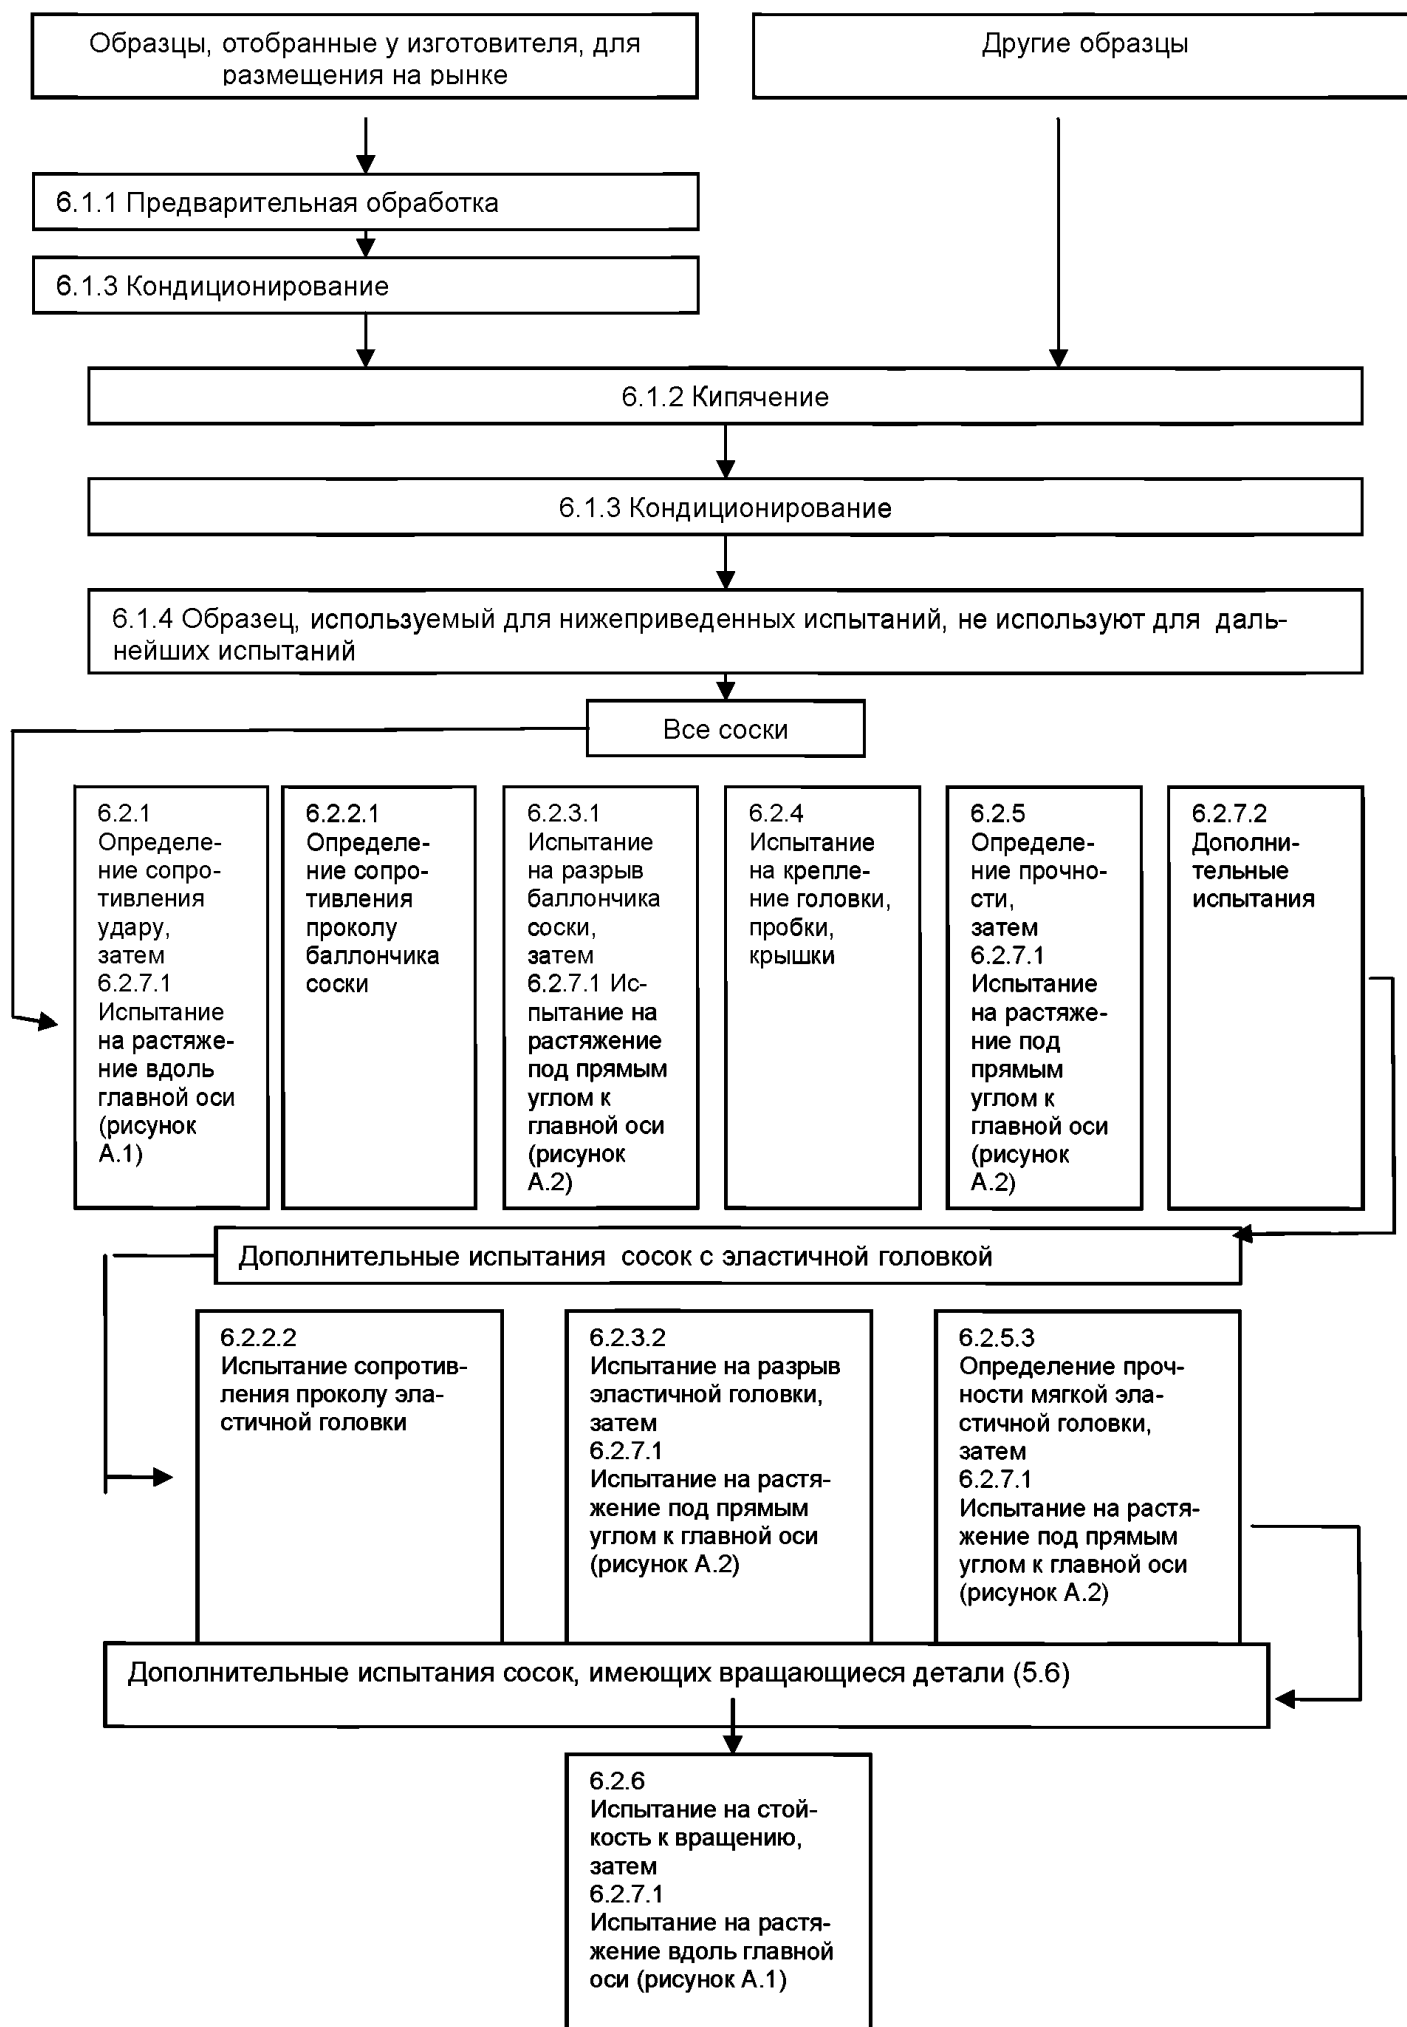 Образцы, отобранные у изготовителя, для
размещения на рынке
Другие образцы
6.1.1 Предварительная обработка
6.1.3 Кондиционирование
6.1.2 Кипячение
6.1.3 Кондиционирование
6.1.4 Образец, используемый для нижеприведенных испытаний, не используют для даль-
нейших испытаний
Все соски
6.2.1
Определе-
ние сопро-
тивления
удару,
затем
6.2.7.1
Испытание
на растяже-
ние вдоль
главной оси
(рисунок
А.1)
6.2.2.1
Определе-
ние сопро-
тивления
проколу
баллончика
соски
6.2.3.1
Испытание
на разрыв
баллончика
соски,
затем
6.2.7.1 Ис-
пытание на
растяжение
под прямым
углом к
главной оси
(рисунок
А.2)
6.2.4
Испытание
на крепле-
ние головки,
пробки,
крышки
6.2.5
Определе-
ние прочно-
сти,
затем
6.2.7.1
Испытание
на растяже-
ние под
прямым
углом к
главной оси
(рисунок
А.2)
6.2.7.2
Дополни-
тельные
испытания
Дополнительные испытания сосок с эластичной головкой
6.2.2.2
Испытание сопротив-
ления проколу эла-
стичной головки
6.2.3.2
Испытание на разрыв
эластичной головки,
затем
6.2.7.1
Испытание на растя-
жение под прямым
углом к главной оси
(рисунок А.2)
6.2.5.3
Определение проч-
ности мягкой эла-
стичной головки,
затем
6.2.7.1
Испытание на растя-
жение под прямым
углом к главной оси
(рисунок А.2)
Дополнительные испытания сосок, имеющих вращающиеся детали (5.6)
6.2.6
Испытание на стой-
кость к вращению,
затем
6.2.7.1
Испытание на растя-
жение вдоль главной
оси (рисунок А.1)